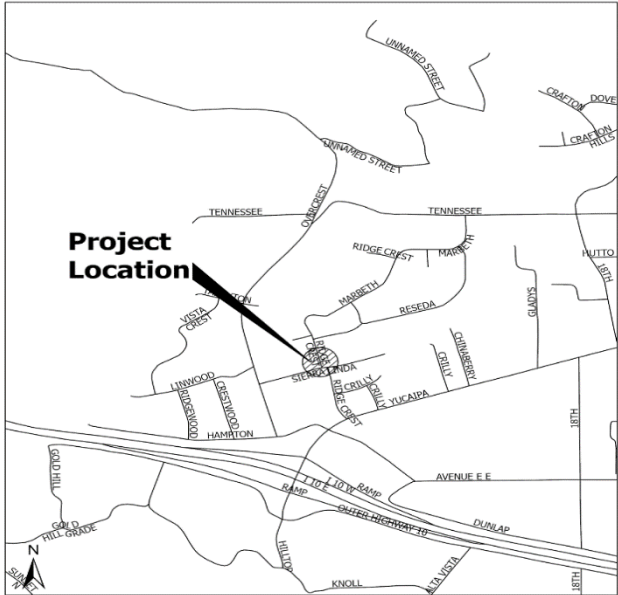 UNNAMED STREET
CRAFTON
DOVE
CRAFTON
HILLS
UNNAMED STREET
OVERCREST
TENNESSEE
TENNESSEE
Project
Location
RIDGE CREST
MARBETH
HUTTO
18TH
MARBETH
RESEDA
GLADYS
VISTA
CREST
CHINABERRY
CRILLY
SIERRA LINDA
LINWOOD
RIDGEWOOD
CRESTWOOD
RIDGE CREST
CRILLY
CRILLY
YUCAIPA
HAMPTON
18TH
GOLD HILL
AVENUE E E
I 10 E
I 10 W
RAMP
RAMP
OUTER HIGHWAY 10
DUNLAP
GOLD
HILL GRADE
HILLTOP
N
SUNSET
N
KNOLL
ALTA VISTA
18TH